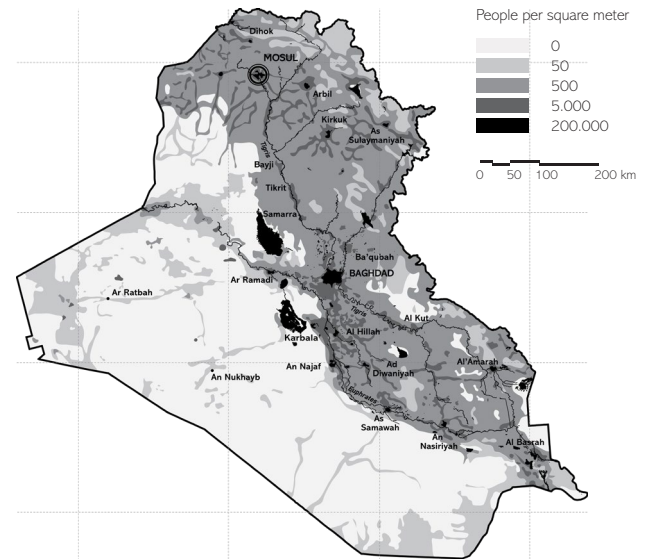 People per square meter
0
50
500
5.000
200.000
0 50 100 200 km
Dihok
MOSUL
Arbil
Kirkuk
As
Sulaymaniyah
Tigris
Bayji
Tikrit
Samarra
Ba'qubah
BAGHDAD
Ar Ramadi
Ar Ratbah
Tigris
Al Kut
Al Hillah
Karbala
Al'Amarah
An Najaf
Ad
Diwaniyah
An Nukhayb
Euphrates
As
Samawah
An
Nasiriyah
Al Basrah